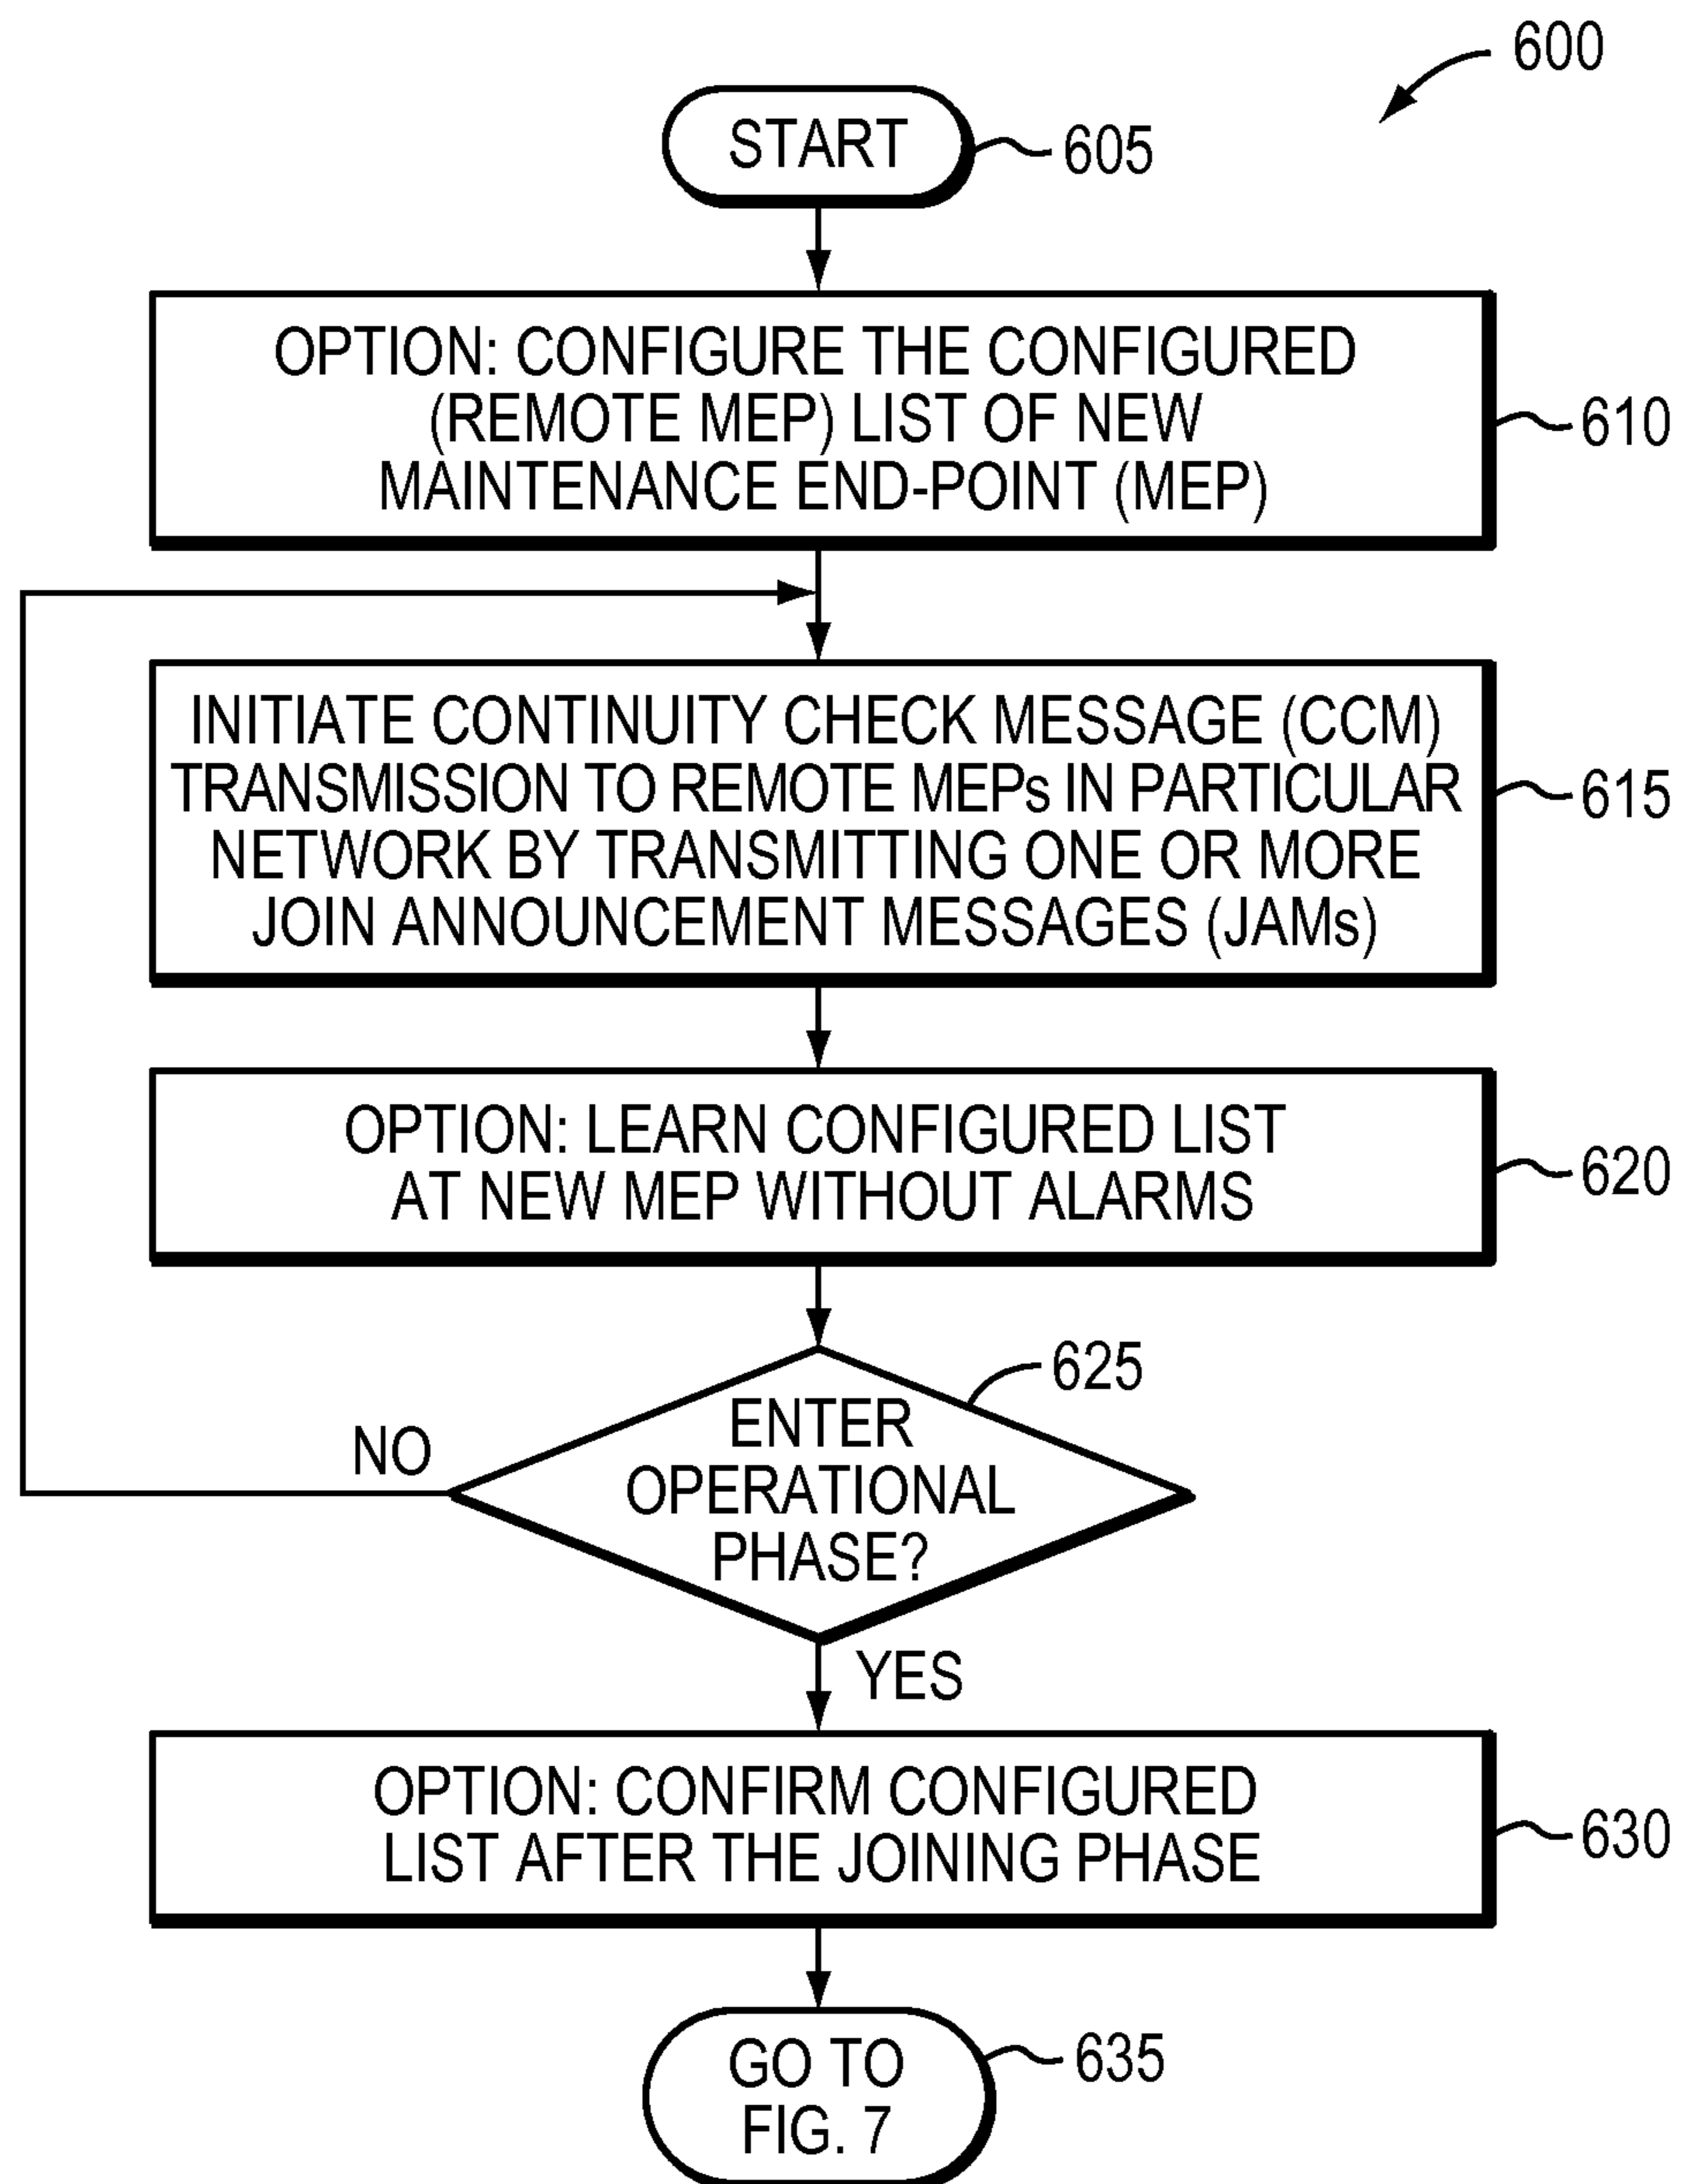 600
START
605
OPTION: CONFIGURE THE CONFIGURED
(REMOTE MEP) LIST OF NEW
MAINTENANCE END-POINT (MEP)
610
INITIATE CONTINUITY CHECK MESSAGE (CCM)
TRANSMISSION TO REMOTE MEPs IN PARTICULAR
NETWORK BY TRANSMITTING ONE OR MORE
JOIN ANNOUNCEMENT MESSAGES (JAMs)
615
OPTION: LEARN CONFIGURED LIST
AT NEW MEP WITHOUT ALARMS
620
625
ENTER
OPERATIONAL
PHASE?
NO
YES
OPTION: CONFIRM CONFIGURED
LIST AFTER THE JOINING PHASE
630
GO TO
FIG. 7
635